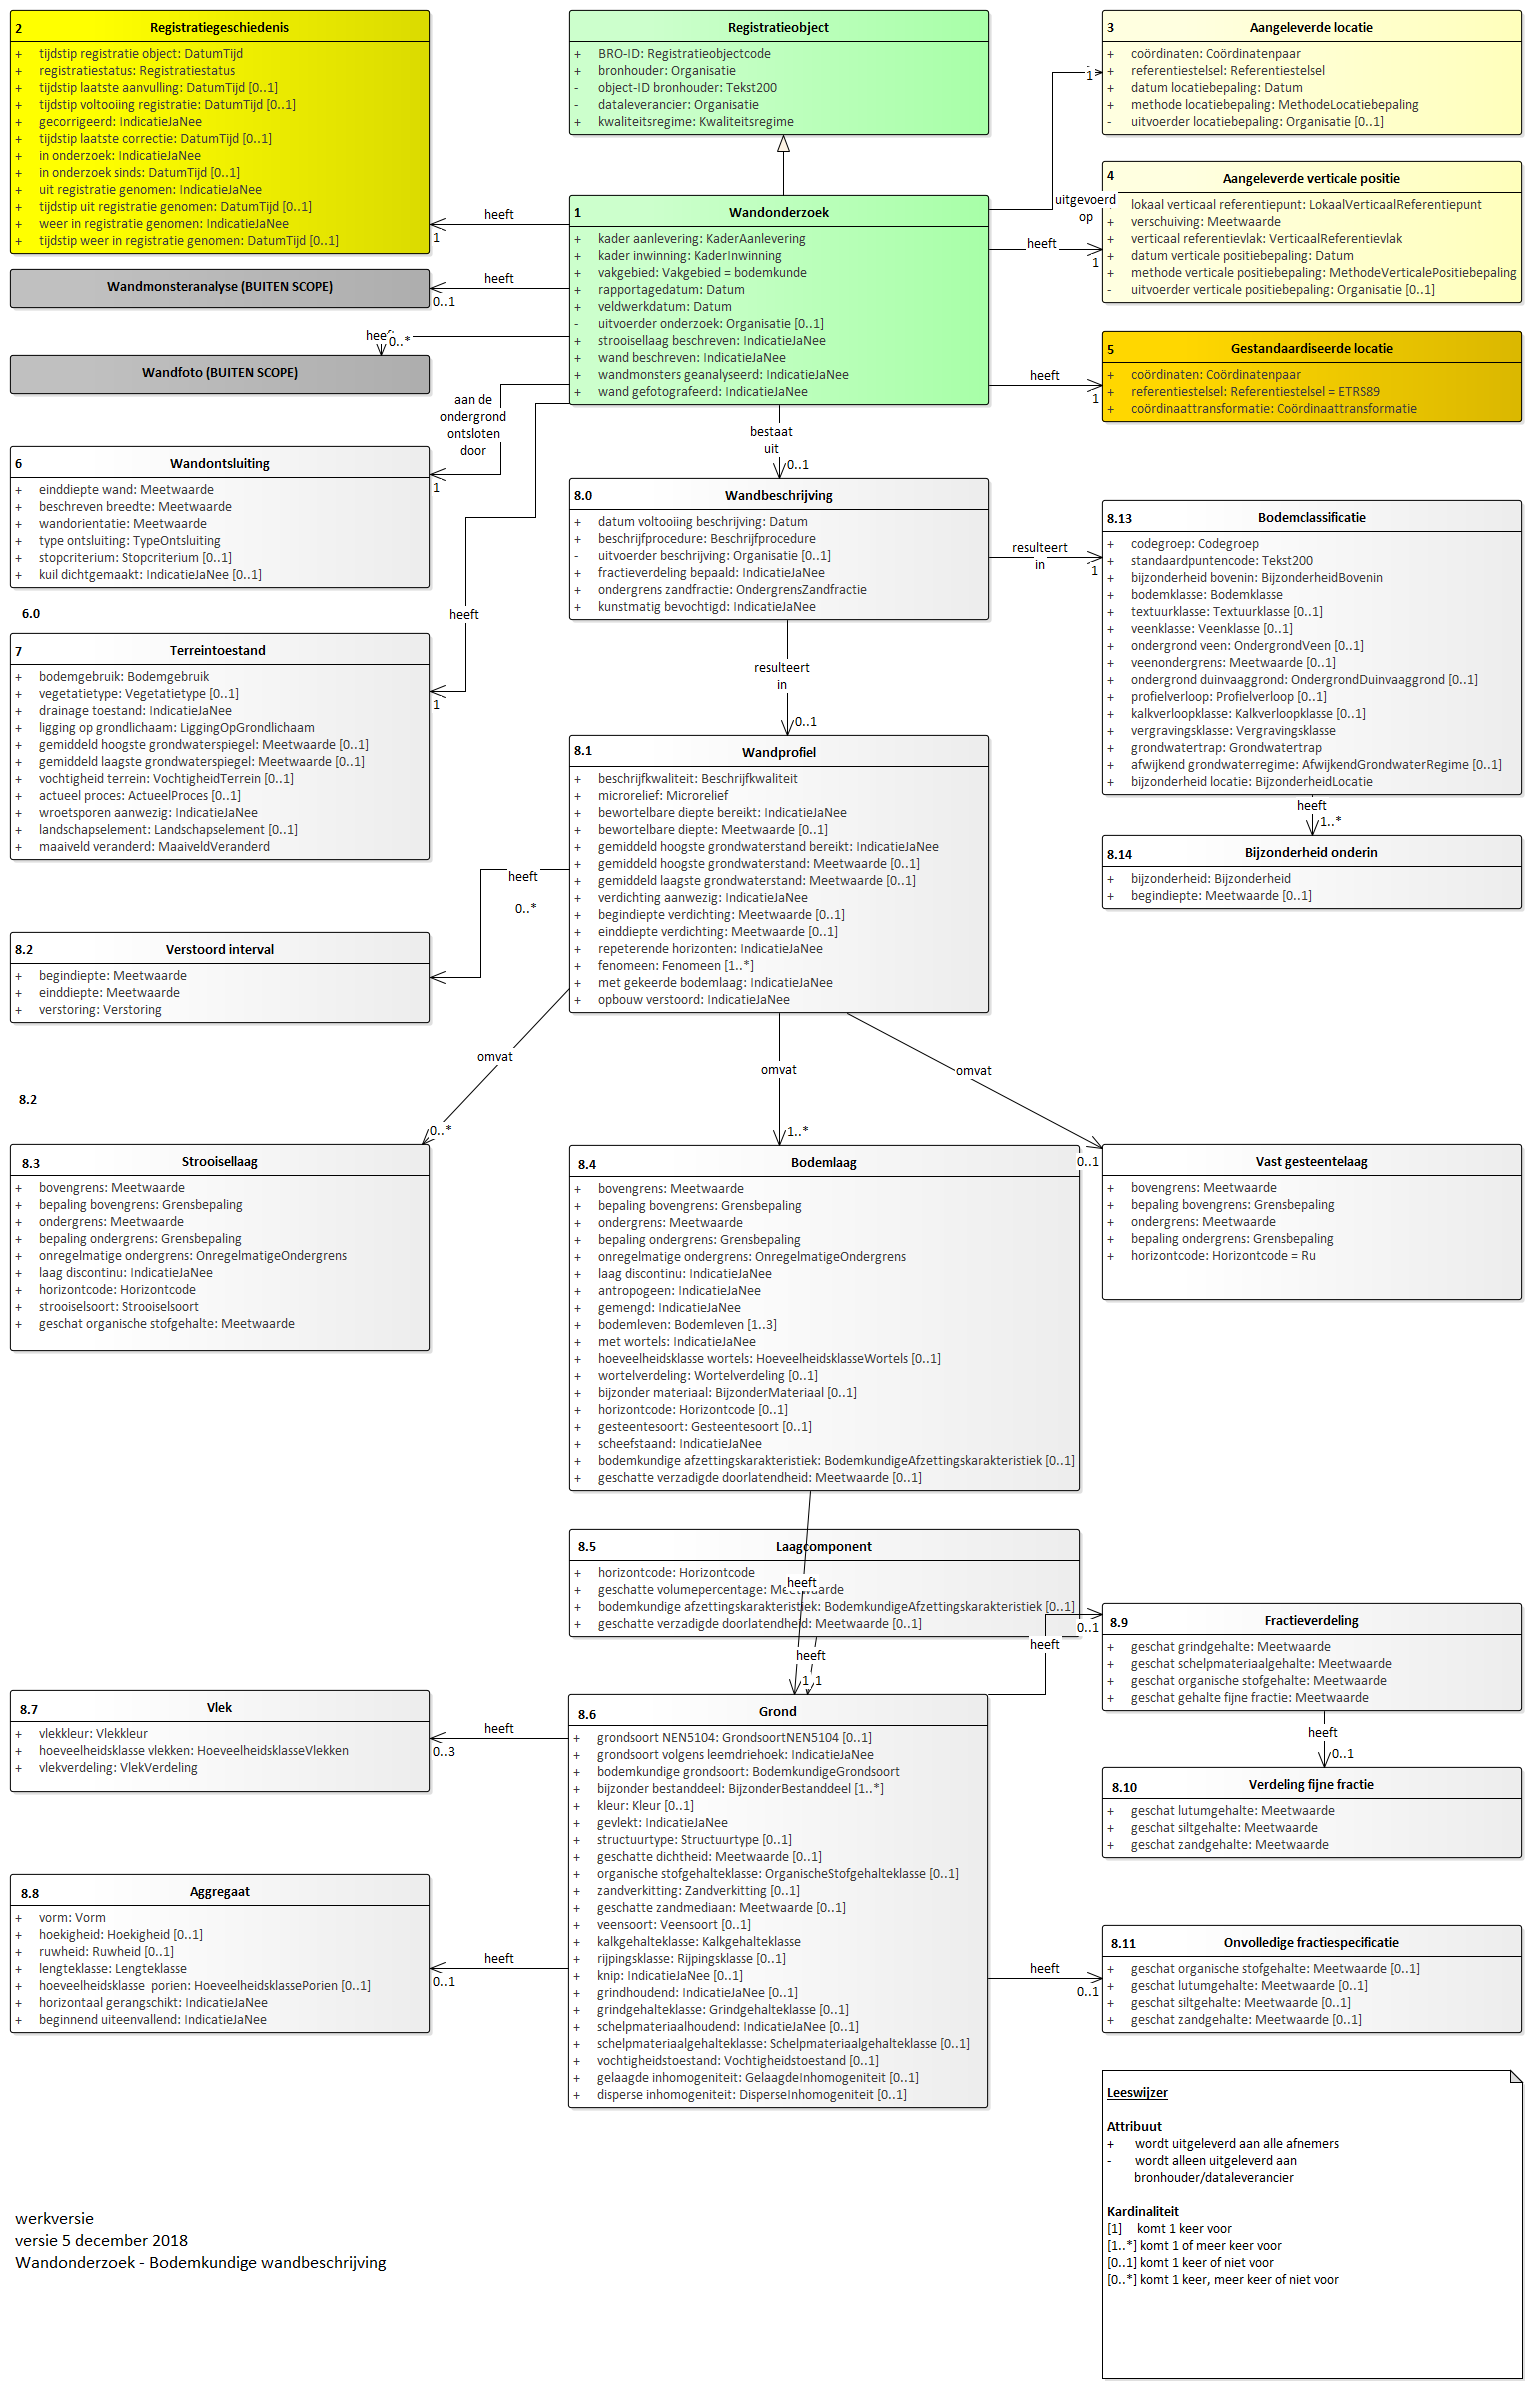 2 Registratiegeschiedenis
+ tijdstip registratie object: DatumTijd
+ registratiestatus: Registratiestatus
+ tijdstip laatste aanvulling: DatumTijd [0..1]
+ tijdstip voltooiing registratie: DatumTijd [0..1]
+ gecorrigeerd: IndicatieJaNee
+ tijdstip laatste correctie: DatumTijd [0..1]
+ in onderzoek: IndicatieJaNee
+ in onderzoek sinds: DatumTijd [0..1]
+ uit registratie genomen: IndicatieJaNee
+ tijdstip uit registratie genomen: DatumTijd [0..1]
+ weer in registratie genomen: IndicatieJaNee
+ tijdstip weer in registratie genomen: DatumTijd [0..1]
Registratieobject
+ BRO-ID: Registratieobjectcode
+ bronhouder: Organisatie
- object-ID bronhouder: Tekst200
- dataleverancier: Organisatie
+ kwaliteitsregime: Kwaliteitsregime
3 Aangeleverde locatie
+ coördinaten: Coördinatenpaar
+ referentiestelsel: Referentiestelsel
+ datum locatiebepaling: Datum
+ methode locatiebepaling: MethodeLocatiebepaling
- uitvoerder locatiebepaling: Organisatie [0..1]
1
uitgevoerd
op
4 Aangeleverde verticale positie
+ lokaal verticaal referentiepunt: LokaalVerticaalReferentiepunt
+ verschuiving: Meetwaarde
+ verticaal referentievlak: VerticaalReferentievlak
+ datum verticale positiebepaling: Datum
+ methode verticale positiebepaling: MethodeVerticalePositiebepaling
- uitvoerder verticale positiebepaling: Organisatie [0..1]
heeft
1
1 Wandonderzoek
+ kader aanlevering: KaderAanlevering
+ kader inwinning: KaderInwinning
+ vakgebied: Vakgebied = bodemkunde
+ rapportagedatum: Datum
+ veldwerkdatum: Datum
- uitvoerder onderzoek: Organisatie [0..1]
+ strooisellaag beschreven: IndicatieJaNee
+ wand beschreven: IndicatieJaNee
+ wandmonsters geanalyseerd: IndicatieJaNee
+ wand gefotografeerd: IndicatieJaNee
heeft
1
Wandmonsteranalyse (BUITEN SCOPE)
heeft
0..1
Wandfoto (BUITEN SCOPE)
heeft
0..*
5 Gestandaardiseerde locatie
+ coördinaten: Coördinatenpaar
+ referentiestelsel: Referentiestelsel = ETRS89
+ coördinaattransformatie: Coördinaattransformatie
heeft
1
aan de
ondergrond
ontsloten
door
1
6 Wandontsluiting
+ einddiepte wand: Meetwaarde
+ beschreven breedte: Meetwaarde
+ wandorientatie: Meetwaarde
+ type ontsluiting: TypeOntsluiting
+ stopcriterium: Stopcriterium [0..1]
+ kuil dichtgemaakt: IndicatieJaNee [0..1]
6.0
bestaat
uit
0..1
8.0 Wandbeschrijving
+ datum voltooiing beschrijving: Datum
+ beschrijfprocedure: Beschrijfprocedure
- uitvoerder beschrijving: Organisatie [0..1]
+ fractieverdeling bepaald: IndicatieJaNee
+ ondergrens zandfractie: OndergrensZandfractie
+ kunstmatig bevochtigd: IndicatieJaNee
resulteert
in
1
8.13 Bodemclassificatie
+ codegroep: Codegroep
+ standaardpuntencode: Tekst200
+ bijzonderheid bovenin: BijzonderheidBovenin
+ bodemklasse: Bodemklasse
+ textuurklasse: Textuurklasse [0..1]
+ veenklasse: Veenklasse [0..1]
+ ondergrond veen: OndergrondVeen [0..1]
+ veenondergrens: Meetwaarde [0..1]
+ ondergrond duinvaaggrond: OndergrondDuinvaaggrond [0..1]
+ profielverloop: Profielverloop [0..1]
+ kalkverloopklasse: Kalkverloopklasse [0..1]
+ vergravingsklasse: Vergravingsklasse
+ grondwatertrap: Grondwatertrap
+ afwijkend grondwaterregime: AfwijkendGrondwaterRegime [0..1]
+ bijzonderheid locatie: BijzonderheidLocatie
heeft
1..*
8.14 Bijzonderheid onderin
+ bijzonderheid: Bijzonderheid
+ begindiepte: Meetwaarde [0..1]
heeft
1
7 Terreintoestand
+ bodemgebruik: Bodemgebruik
+ vegetatietype: Vegetatietype [0..1]
+ drainage toestand: IndicatieJaNee
+ ligging op grondlichaam: LiggingOpGrondlichaam
+ gemiddeld hoogste grondwaterspiegel: Meetwaarde [0..1]
+ gemiddeld laagste grondwaterspiegel: Meetwaarde [0..1]
+ vochtigheid terrein: VochtigheidTerrein [0..1]
+ actueel proces: ActueelProces [0..1]
+ wroetsporen aanwezig: IndicatieJaNee
+ landschapselement: Landschapselement [0..1]
+ maaiveld veranderd: MaaiveldVeranderd
resulteert
in
0..1
8.1 Wandprofiel
+ beschrijfkwaliteit: Beschrijfkwaliteit
+ microrelief: Microrelief
+ bewortelbare diepte bereikt: IndicatieJaNee
+ bewortelbare diepte: Meetwaarde [0..1]
+ gemiddeld hoogste grondwaterstand bereikt: IndicatieJaNee
+ gemiddeld hoogste grondwaterstand: Meetwaarde [0..1]
+ gemiddeld laagste grondwaterstand: Meetwaarde [0..1]
+ verdichting aanwezig: IndicatieJaNee
+ begindiepte verdichting: Meetwaarde [0..1]
+ einddiepte verdichting: Meetwaarde [0..1]
+ repeterende horizonten: IndicatieJaNee
+ fenomeen: Fenomeen [1..*]
+ met gekeerde bodemlaag: IndicatieJaNee
+ opbouw verstoord: IndicatieJaNee
heeft
0..*
8.2 Verstoord interval
+ begindiepte: Meetwaarde
+ einddiepte: Meetwaarde
+ verstoring: Verstoring
omvat
omvat
omvat
8.2
0..*
1..*
0..1
8.3 Strooisellaag
+ bovengrens: Meetwaarde
+ bepaling bovengrens: Grensbepaling
+ ondergrens: Meetwaarde
+ bepaling ondergrens: Grensbepaling
+ onregelmatige ondergrens: OnregelmatigeOndergrens
+ laag discontinu: IndicatieJaNee
+ horizontcode: Horizontcode
+ strooiselsoort: Strooiselsoort
+ geschat organische stofgehalte: Meetwaarde
8.4 Bodemlaag
+ bovengrens: Meetwaarde
+ bepaling bovengrens: Grensbepaling
+ ondergrens: Meetwaarde
+ bepaling ondergrens: Grensbepaling
+ onregelmatige ondergrens: OnregelmatigeOndergrens
+ laag discontinu: IndicatieJaNee
+ antropogeen: IndicatieJaNee
+ gemengd: IndicatieJaNee
+ bodemleven: Bodemleven [1..3]
+ met wortels: IndicatieJaNee
+ hoeveelheidsklasse wortels: HoeveelheidsklasseWortels [0..1]
+ wortelverdeling: Wortelverdeling [0..1]
+ bijzonder materiaal: BijzonderMateriaal [0..1]
+ horizontcode: Horizontcode [0..1]
+ gesteentesoort: Gesteentesoort [0..1]
+ scheefstaand: IndicatieJaNee
+ bodemkundige afzettingskarakteristiek: BodemkundigeAfzettingskarakteristiek [0..1]
+ geschatte verzadigde doorlatendheid: Meetwaarde [0..1]
Vast gesteentelaag
+ bovengrens: Meetwaarde
+ bepaling bovengrens: Grensbepaling
+ ondergrens: Meetwaarde
+ bepaling ondergrens: Grensbepaling
+ horizontcode: Horizontcode = Ru
8.5 Laagcomponent
+ horizontcode: Horizontcode
+ geschatte volumepercentage: Meetwaarde
+ bodemkundige afzettingskarakteristiek: BodemkundigeAfzettingskarakteristiek [0..1]
+ geschatte verzadigde doorlatendheid: Meetwaarde [0..1]
heeft
heeft
1
1
heeft
0..1
8.9 Fractieverdeling
+ geschat grindgehalte: Meetwaarde
+ geschat schelpmateriaalgehalte: Meetwaarde
+ geschat organische stofgehalte: Meetwaarde
+ geschat gehalte fijne fractie: Meetwaarde
heeft
0..1
8.10 Verdeling fijne fractie
+ geschat lutumgehalte: Meetwaarde
+ geschat siltgehalte: Meetwaarde
+ geschat zandgehalte: Meetwaarde
8.7 Vlek
+ vlekkleur: Vlekkleur
+ hoeveelheidsklasse vlekken: HoeveelheidsklasseVlekken
+ vlekverdeling: VlekVerdeling
heeft
0..3
8.6 Grond
+ grondsoort NEN5104: GrondsoortNEN5104 [0..1]
+ grondsoort volgens leemdriehoek: IndicatieJaNee
+ bodemkundige grondsoort: BodemkundigeGrondsoort
+ bijzonder bestanddeel: BijzonderBestanddeel [1..*]
+ kleur: Kleur [0..1]
+ gevlekt: IndicatieJaNee
+ structuurtype: Structuurtype [0..1]
+ geschatte dichtheid: Meetwaarde [0..1]
+ organische stofgehalteklasse: OrganischeStofgehalteklasse [0..1]
+ zandverkitting: Zandverkitting [0..1]
+ geschatte zandmediaan: Meetwaarde [0..1]
+ veensoort: Veensoort [0..1]
+ kalkgehalteklasse: Kalkgehalteklasse
+ rijpingsklasse: Rijpingsklasse [0..1]
+ knip: IndicatieJaNee [0..1]
+ grindhoudend: IndicatieJaNee [0..1]
+ grindgehalteklasse: Grindgehalteklasse [0..1]
+ schelpmateriaalhoudend: IndicatieJaNee [0..1]
+ schelpmateriaalgehalteklasse: Schelpmateriaalgehalteklasse [0..1]
+ vochtigheidstoestand: Vochtigheidstoestand [0..1]
+ gelaagde inhomogeniteit: GelaagdeInhomogeniteit [0..1]
+ disperse inhomogeniteit: DisperseInhomogeniteit [0..1]
8.8 Aggregaat
+ vorm: Vorm
+ hoekigheid: Hoekigheid [0..1]
+ ruwheid: Ruwheid [0..1]
+ lengteklasse: Lengteklasse
+ hoeveelheidsklasse porien: HoeveelheidsklassePorien [0..1]
+ horizontaal gerangschikt: IndicatieJaNee
+ beginnend uiteenvallend: IndicatieJaNee
heeft
0..1
heeft
0..1
8.11 Onvolledige fractiespecificatie
+ geschat organische stofgehalte: Meetwaarde [0..1]
+ geschat lutumgehalte: Meetwaarde [0..1]
+ geschat siltgehalte: Meetwaarde [0..1]
+ geschat zandgehalte: Meetwaarde [0..1]
Leeswijzer
Attribuut
+ wordt uitgeleverd aan alle afnemers
- wordt alleen uitgeleverd aan
bronhouder/dataleverancier
Kardinaliteit
[1] komt 1 keer voor
[1..*] komt 1 of meer keer voor
[0..1] komt 1 keer of niet voor
[0..*] komt 1 keer, meer keer of niet voor
werkversie
versie 5 december 2018
Wandonderzoek - Bodemkundige wandbeschrijving